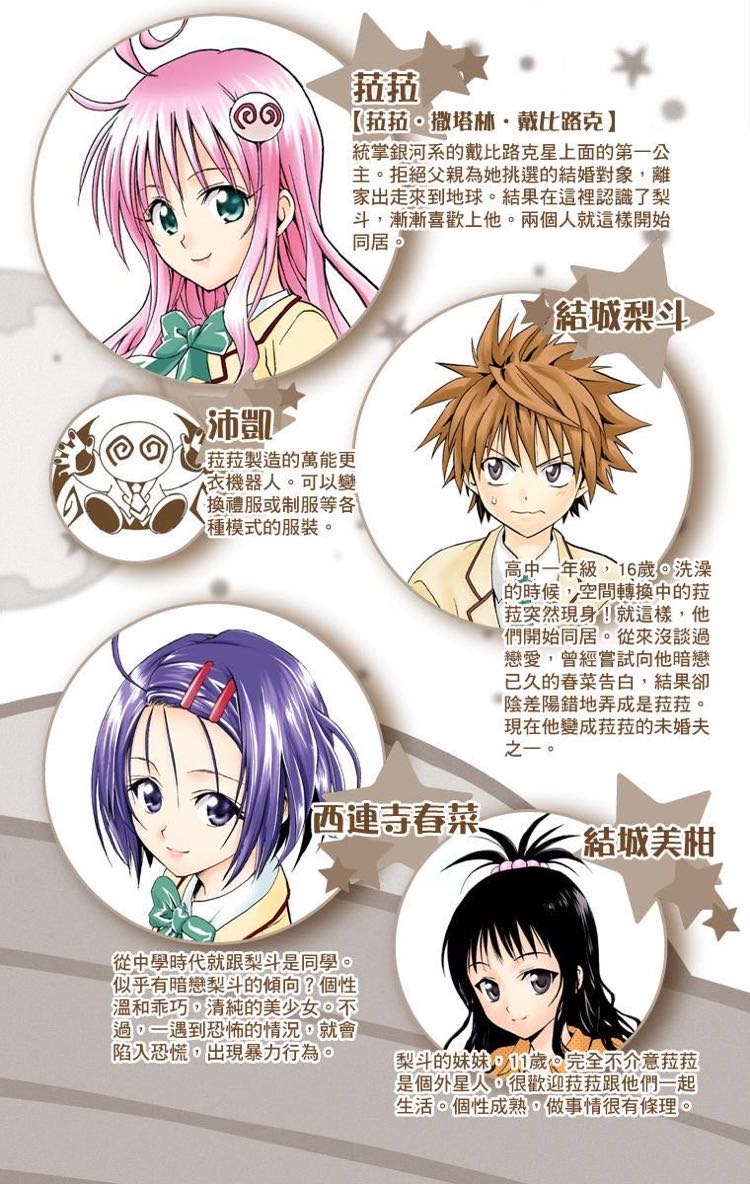 菈菈
【菈菈・撒塔林・戴比路克】
統掌銀河系的戴比路克星上面的第一公
主。拒絕父親為她挑選的結婚對象，離
家出走來到地球。結果在這裡認識了梨
斗，漸漸喜歡上他。兩個人就這樣開始
同居。
結城梨斗
高中一年級，16歲。洗澡
的時候，空間轉換中的菈
菈突然現身！就這樣，他
們開始同居。從來沒談過
戀愛，曾經嘗試向他暗戀
已久的春菜告白，結果卻
陰差陽錯地弄成是菈菈。
現在他變成菈菈的未婚夫
之一。
沛凱
菈菈製造的萬能更
衣機器人。可以變
換禮服或制服等各
種模式的服裝。
西連寺春菜
從中學時代就跟梨斗是同學。
似乎有暗戀梨斗的傾向？個性
溫和乖巧，清純的美少女。不
過，一遇到恐怖的情況，就會
陷入恐慌，出現暴力行為。
結城美柑
梨斗的妹妹，11歲。完全不介意菈菈
是個外星人，很歡迎菈菈跟他們一起
生活。個性成熟，做事情很有條理。